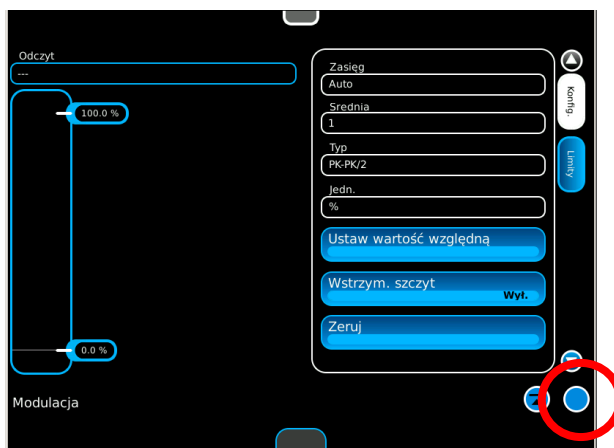 Odczyt
---
100.0 %
0.0 %
Modulacja
Zasięg
Auto
Srednia
1
Typ
PK-PK/2
Jedn.
%
Ustaw wartość względną
Wstrzym. szczyt
Wył.
Zeruj
Konfig.
Limity